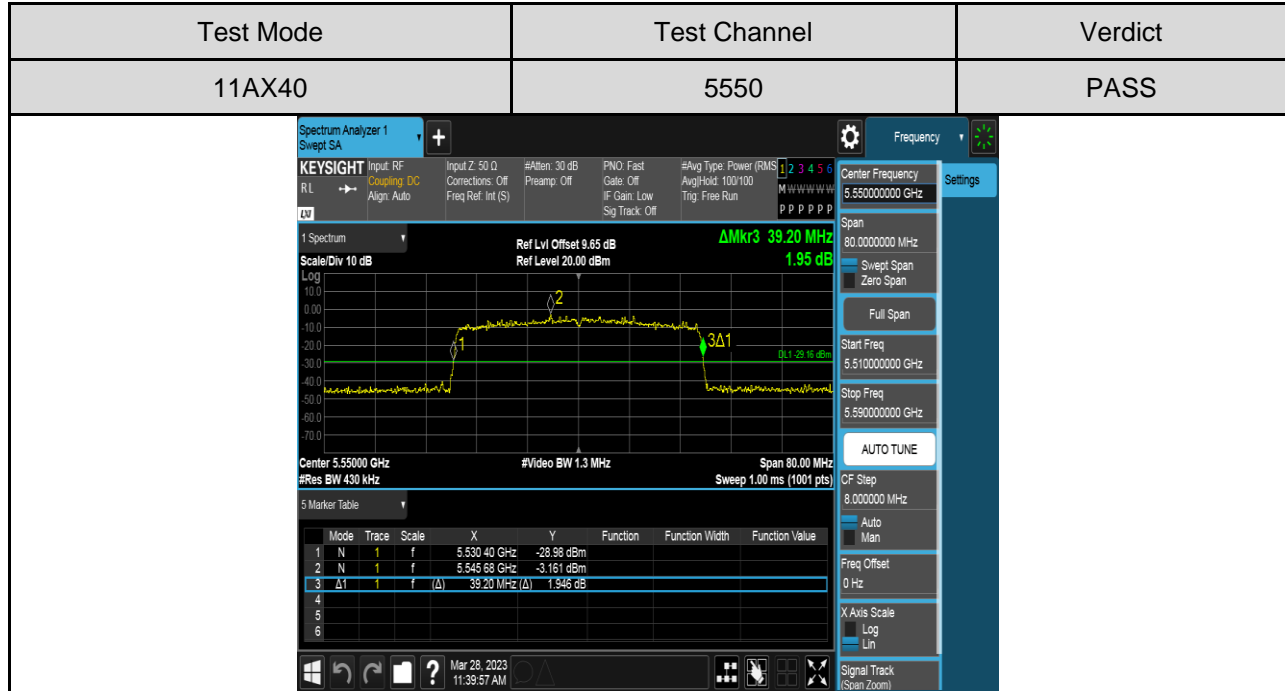 Test Mode Test Channel Verdict
11AX40 5550 PASS
Spectrum Analyzer 1
Swept SA
+
Frequency
KEYSIGHT
RL
LXI
Input: RF
Coupling: DC
Align: Auto
Input Z: 50 Ω
Corrections: Off
Freq Ref: Int (S)
#Atten: 30 dB
Preamp: Off
PNO: Fast
Gate: Off
IF Gain: Low
Sig Track: Off
#Avg Type: Power (RMS
Avg|Hold: 100/100
Trig: Free Run
1 2 3 4 5 6
M W W W W W
P P P P P P
Center Frequency
5.550000000 GHz
Settings
1 Spectrum
Scale/Div 10 dB
Ref Lvl Offset 9.65 dB
Ref Level 20.00 dBm
ΔMkr3 39.20 MHz
1.95 dB
Span
80.0000000 MHz
Swept Span
Zero Span
Log
10.0
0.00
-10.0
-20.0
-30.0
-40.0
-50.0
-60.0
-70.0
2
1
3Δ1
DL1 -29.16 dBm
Full Span
Start Freq
5.510000000 GHz
Stop Freq
5.590000000 GHz
AUTO TUNE
Center 5.55000 GHz #Video BW 1.3 MHz Span 80.00 MHz
#Res BW 430 kHz Sweep 1.00 ms (1001 pts)
CF Step
8.000000 MHz
Auto
Man
5 Marker Table
Mode Trace Scale X Y Function Function Width Function Value
1 N 1 f 5.530 40 GHz -28.98 dBm
2 N 1 f 5.545 68 GHz -3.161 dBm
3 Δ1 1 f (Δ) 39.20 MHz (Δ) 1.946 dB
4
5
6
Freq Offset
0 Hz
X Axis Scale
Log
Lin
Signal Track
(Span Zoom)
?
Mar 28, 2023
11:39:57 AM